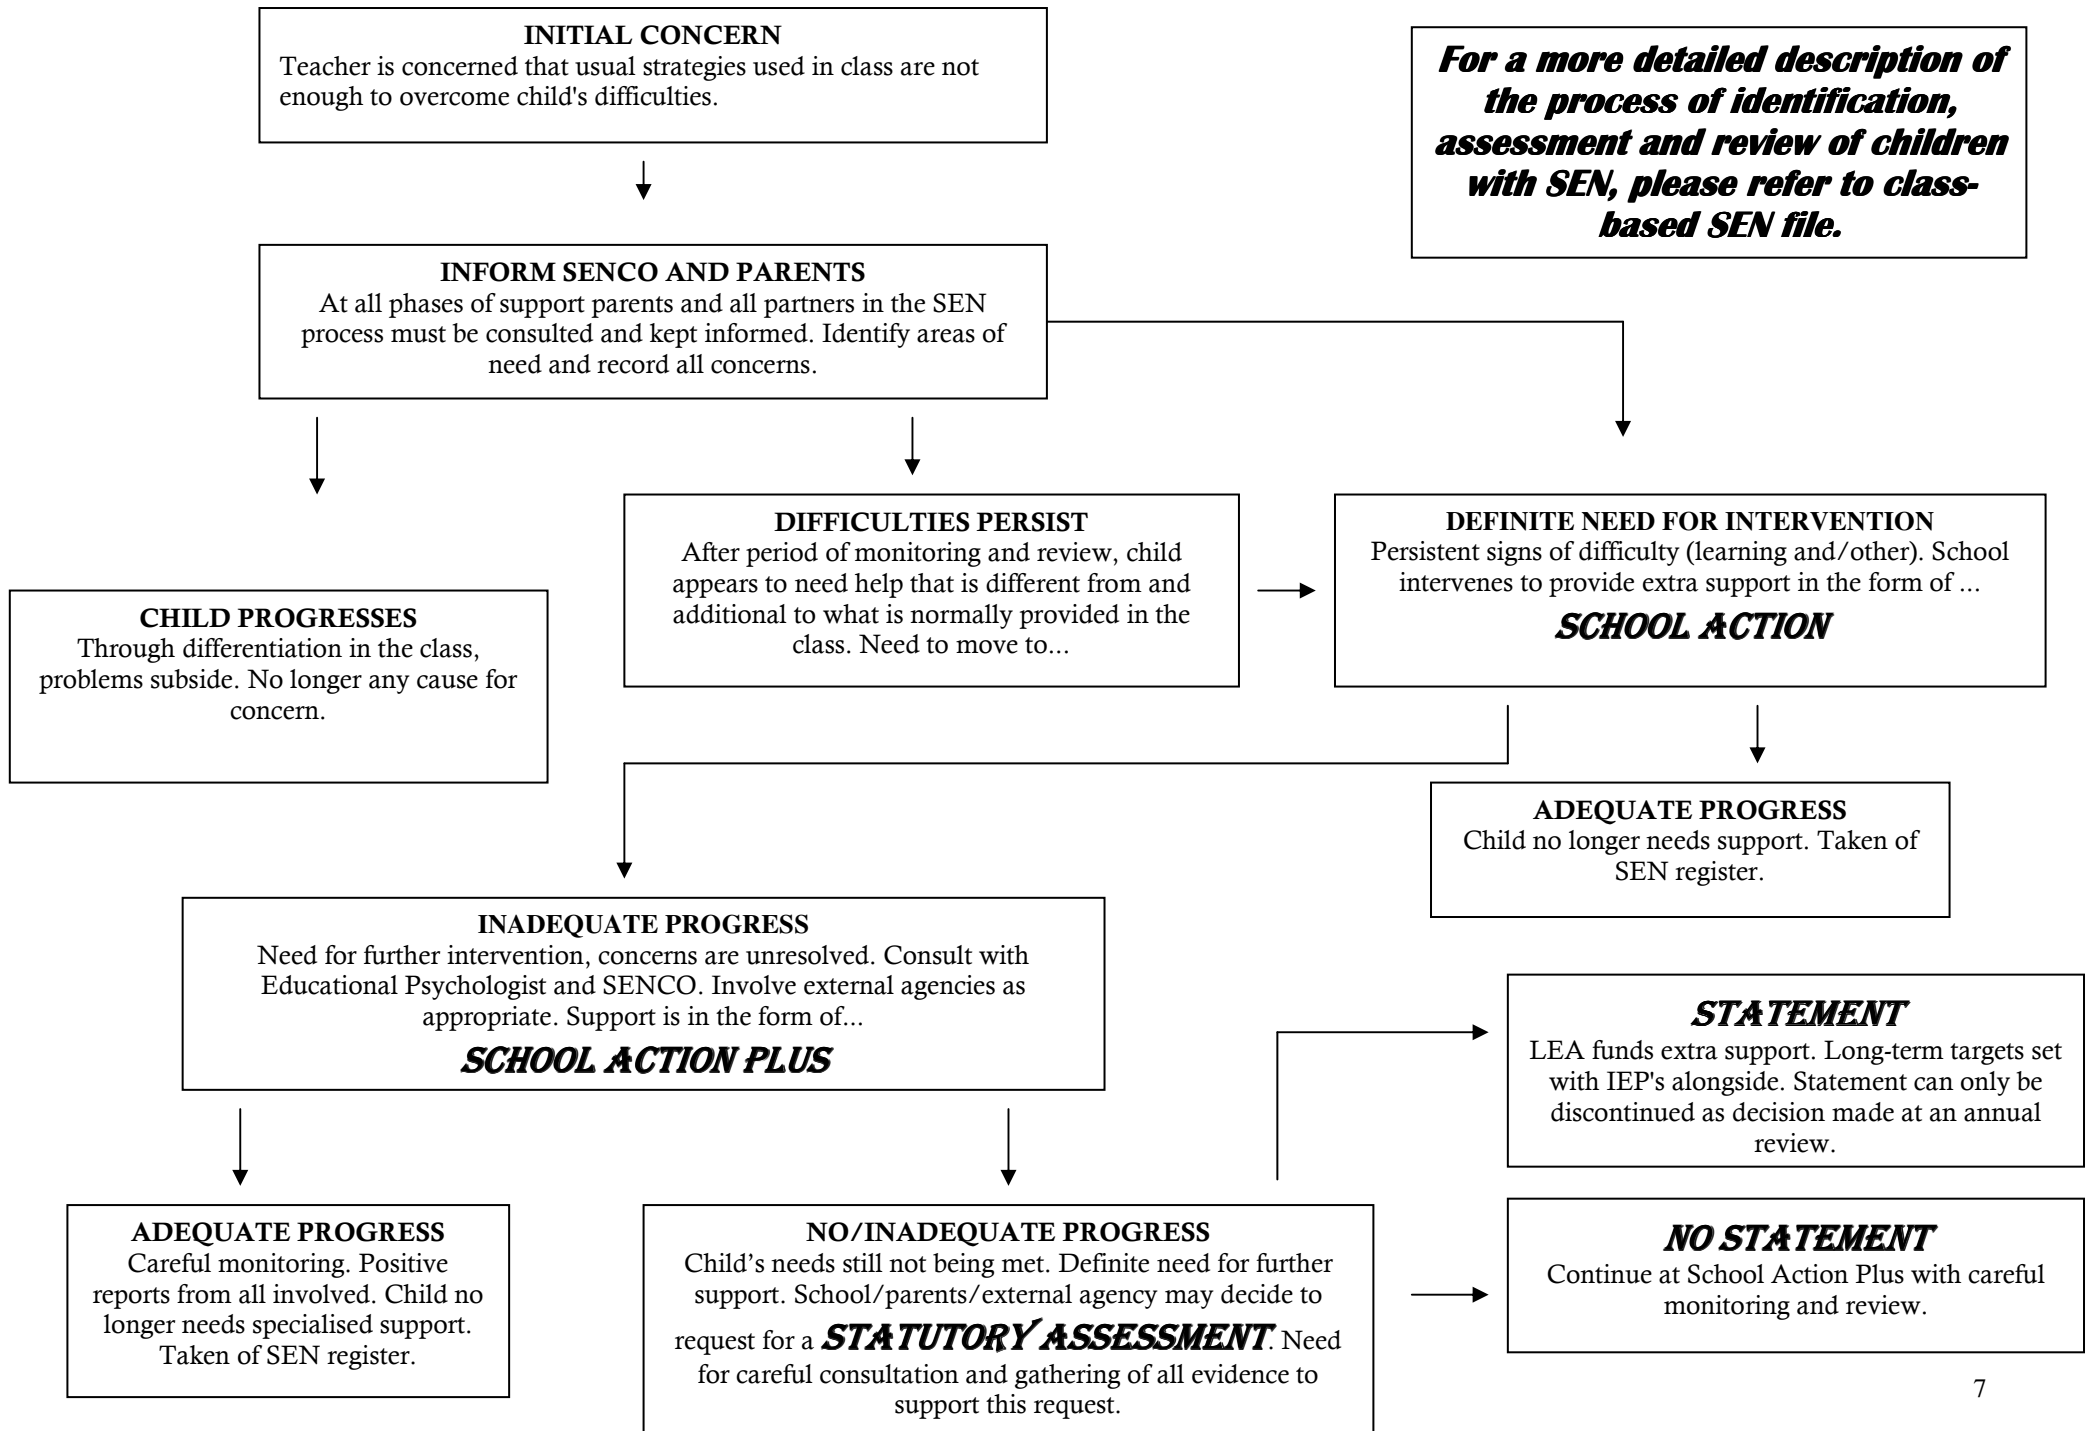 INITIAL CONCERN
Teacher is concerned that usual strategies used in class are not
enough to overcome child's difficulties.
For a more detailed description of
the process of identification,
assessment and review of children
with SEN, please refer to class-
based SEN file.
INFORM SENCO AND PARENTS
At all phases of support parents and all partners in the SEN
process must be consulted and kept informed. Identify areas of
need and record all concerns.
CHILD PROGRESSES
Through differentiation in the class,
problems subside. No longer any cause for
concern.
DIFFICULTIES PERSIST
After period of monitoring and review, child
appears to need help that is different from and
additional to what is normally provided in the
class. Need to move to...
DEFINITE NEED FOR INTERVENTION
Persistent signs of difficulty (learning and/other). School
intervenes to provide extra support in the form of ...
SCHOOL ACTION
ADEQUATE PROGRESS
Child no longer needs support. Taken of
SEN register.
INADEQUATE PROGRESS
Need for further intervention, concerns are unresolved. Consult with
Educational Psychologist and SENCO. Involve external agencies as
appropriate. Support is in the form of...
SCHOOL ACTION PLUS
STATEMENT
LEA funds extra support. Long-term targets set
with IEP's alongside. Statement can only be
discontinued as decision made at an annual
review.
ADEQUATE PROGRESS
Careful monitoring. Positive
reports from all involved. Child no
longer needs specialised support.
Taken of SEN register.
NO/INADEQUATE PROGRESS
Child’s needs still not being met. Definite need for further
support. School/parents/external agency may decide to
request for a STATUTORY ASSESSMENT. Need
for careful consultation and gathering of all evidence to
support this request.
NO STATEMENT
Continue at School Action Plus with careful
monitoring and review.
7